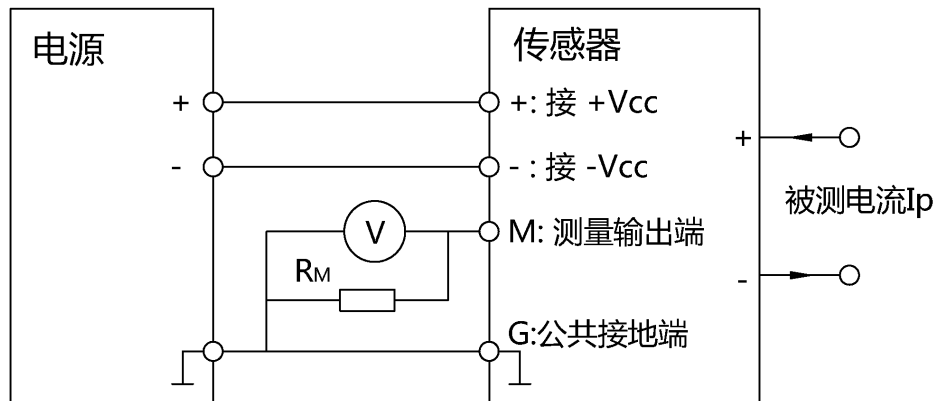 电源
传感器
+
+: 接 +Vcc
+
-
- : 接 -Vcc
被测电流Ip
V
M: 测量输出端
RM
-
G:公共接地端